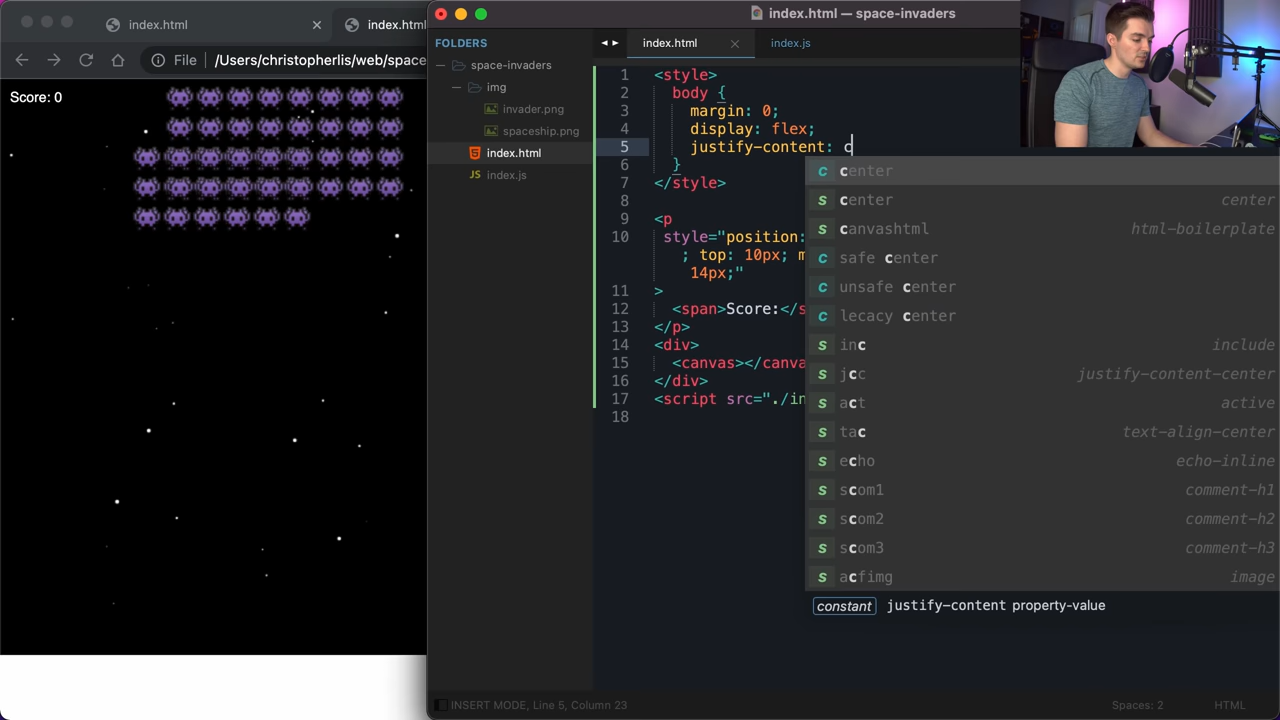 index.html
index.html
File
/Users/christopherlis/web/space
Score: 0
index.html — space-invaders
FOLDERS
space-invaders
img
invader.png
spaceship.png
index.html
JS index.js
index.html
index.js
1 <style>
2 body {
3 margin: 0;
4 display: flex;
5 justify-content: c
6 }
7 </style>
8
9 <p
10 style="position:
; top: 10px; m
14px;"
11 >
12 <span>Score:</s
13 </p>
14 <div>
15 <canvas></canva
16 </div>
17 <script src="./in
18
c center
s center center
s canvashtml html-boilerplate
c safe center
c unsafe center
c lecacy center
s inc include
s jcc justify-content-center
s act active
s tac text-align-center
s echo echo-inline
s scom1 comment-h1
s scom2 comment-h2
s scom3 comment-h3
s acfimg image
constant justify-content property-value
INSERT MODE, Line 5, Column 23
Spaces: 2
HTML